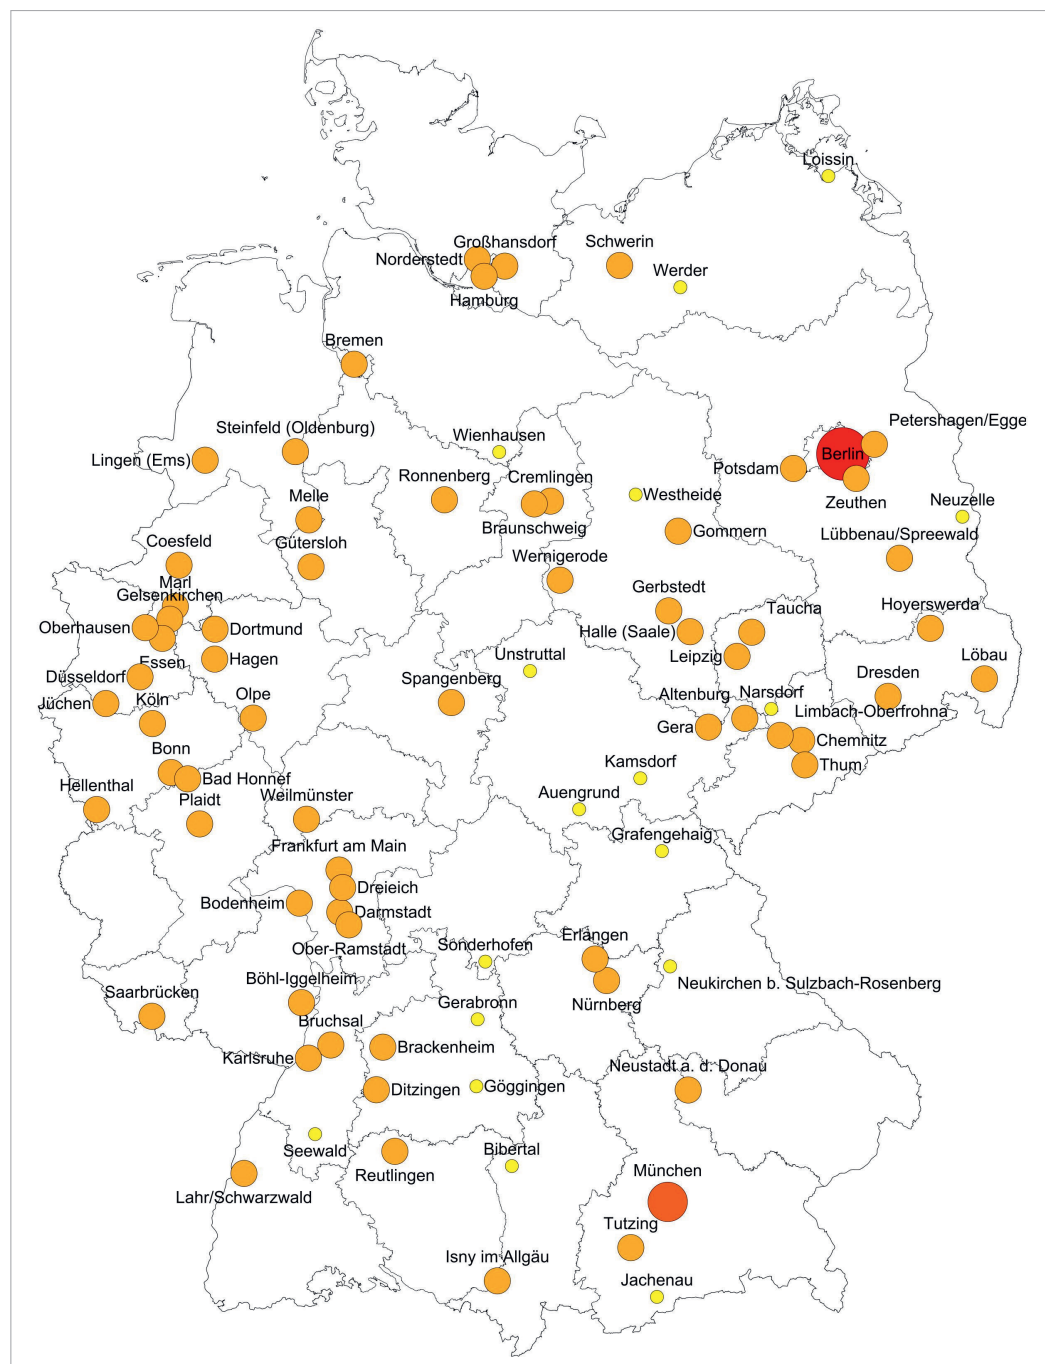 Loissin
Großhansdorf
Schwerin
Norderstedt
Werder
Hamburg
Bremen
Petershagen/Egge
Steinfeld (Oldenburg)
Wienhausen
Berlin
Lingen (Ems)
Ronnenberg
Cremlingen
Potsdam
Melle
Westheide
Zeuthen
Neuzelle
Braunschweig
Gommern
Lübbenau/Spreewald
Gütersloh
Coesfeld
Wernigerode
Marl
Gelsenkirchen
Gerbstedt
Taucha
Hoyerswerda
Oberhausen
Dortmund
Halle (Saale)
Essen
Hagen
Leipzig
Unstruttal
Düsseldorf
Spangenberg
Dresden
Löbau
Jüchen
Köln
Olpe
Altenburg
Narsdorf
Limbach-Oberfrohna
Gera
Chemnitz
Bonn
Bad Honnef
Kamsdorf
Thum
Hellenthal
Plaidt
Weilmünster
Auengrund
Grafengehaig
Frankfurt am Main
Dreieich
Bodenheim
Darmstadt
Ober-Ramstadt
Sonderhofen
Erlangen
Böhl-Iggelheim
Neukirchen b. Sulzbach-Rosenberg
Saarbrücken
Gerabronn
Nürnberg
Bruchsal
Karlsruhe
Brackenheim
Neustadt a. d. Donau
Ditzingen
Göggingen
Seewald
Bibertal
Reutlingen
München
Lahr/Schwarzwald
Tutzing
Isny im Allgäu
Jachenau